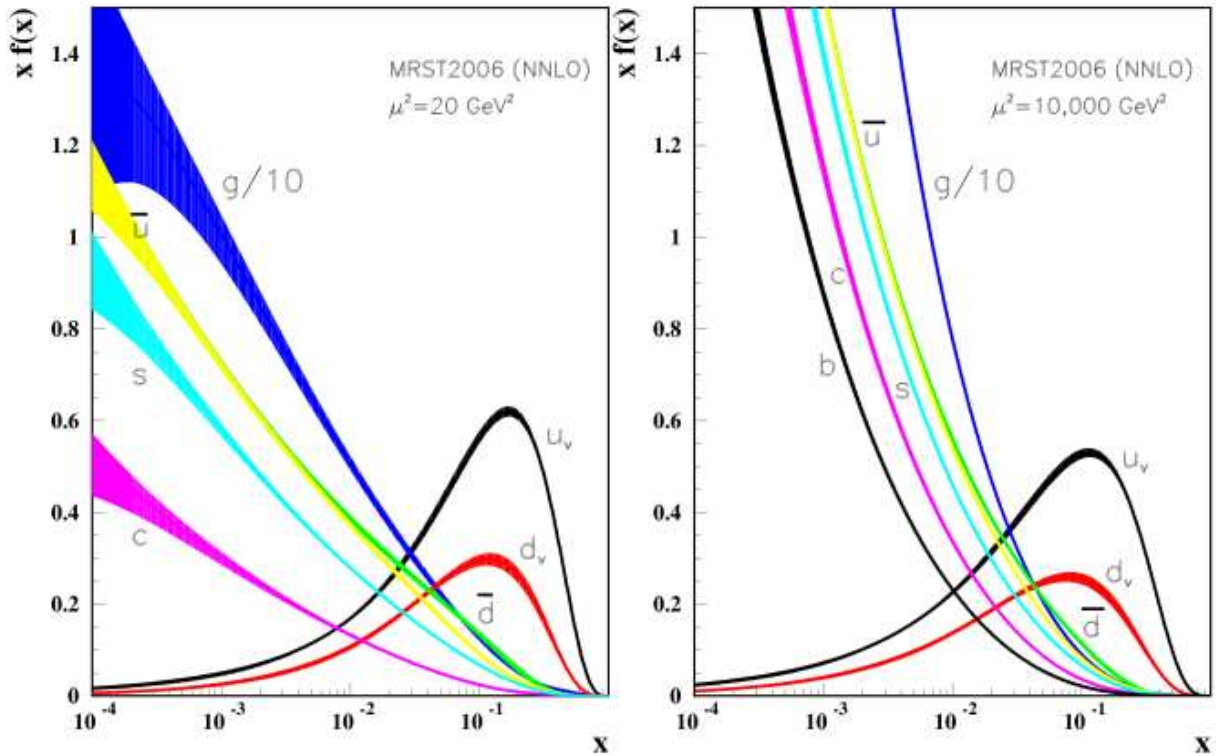 x f(x)
1.4
1.2
1
0.8
0.6
0.4
0.2
0
MRST2006 (NNLO)
μ²=20 GeV²
g/10
u̅
s
c
u_v
d_v
d̅
10⁻⁴
10⁻³
10⁻²
10⁻¹
x
x f(x)
1.4
1.2
1
0.8
0.6
0.4
0.2
0
MRST2006 (NNLO)
μ²=10,000 GeV²
u̅
g/10
c
b
s
u_v
d_v
d̅
10⁻⁴
10⁻³
10⁻²
10⁻¹
x